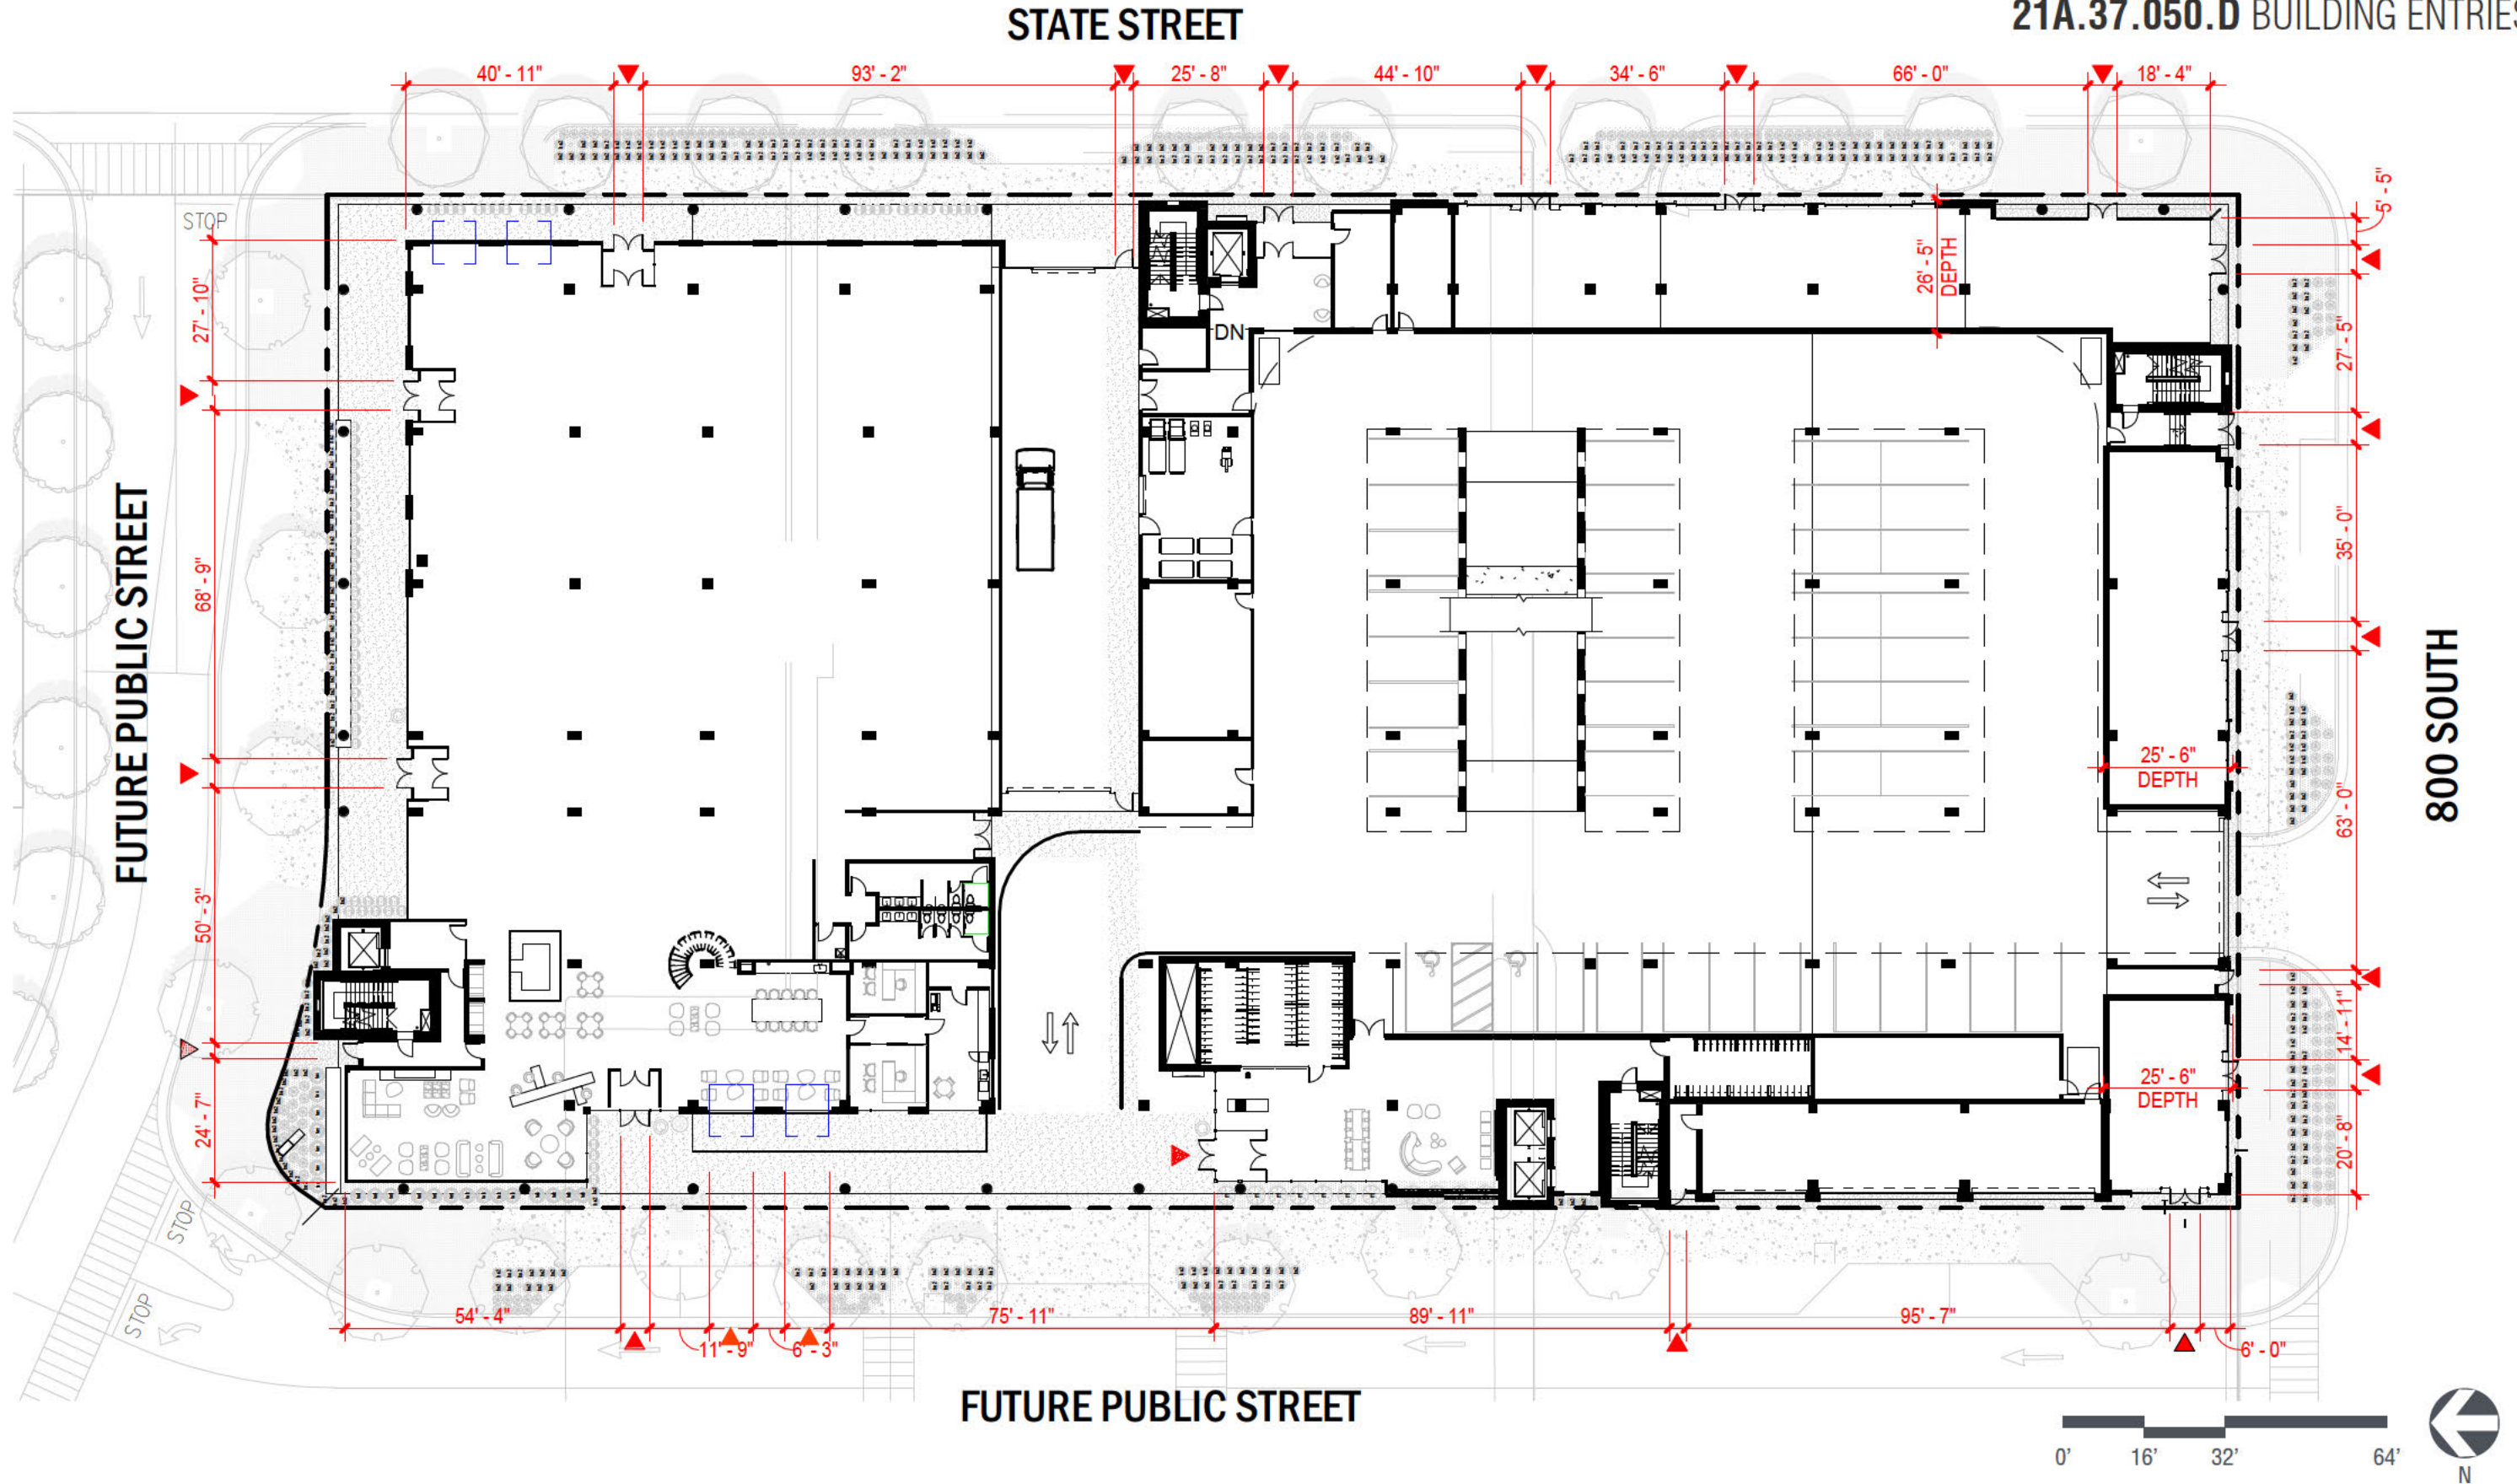 STATE STREET
21A.37.050.D BUILDING ENTRIES
40' - 11"
93' - 2"
25' - 8"
44' - 10"
34' - 6"
66' - 0"
18' - 4"
5' - 5"
STOP
27' - 10"
26' - 5"
DEPTH
DN
27' - 5"
FUTURE PUBLIC STREET
68' - 9"
35' - 0"
800 SOUTH
25' - 6"
DEPTH
63' - 0"
50' - 3"
14' - 11"
25' - 6"
DEPTH
24' - 7"
20' - 8"
STOP
STOP
54' - 4"
11' - 9"
6' - 3"
75' - 11"
89' - 11"
95' - 7"
6' - 0"
FUTURE PUBLIC STREET
0' 16' 32' 64'
N